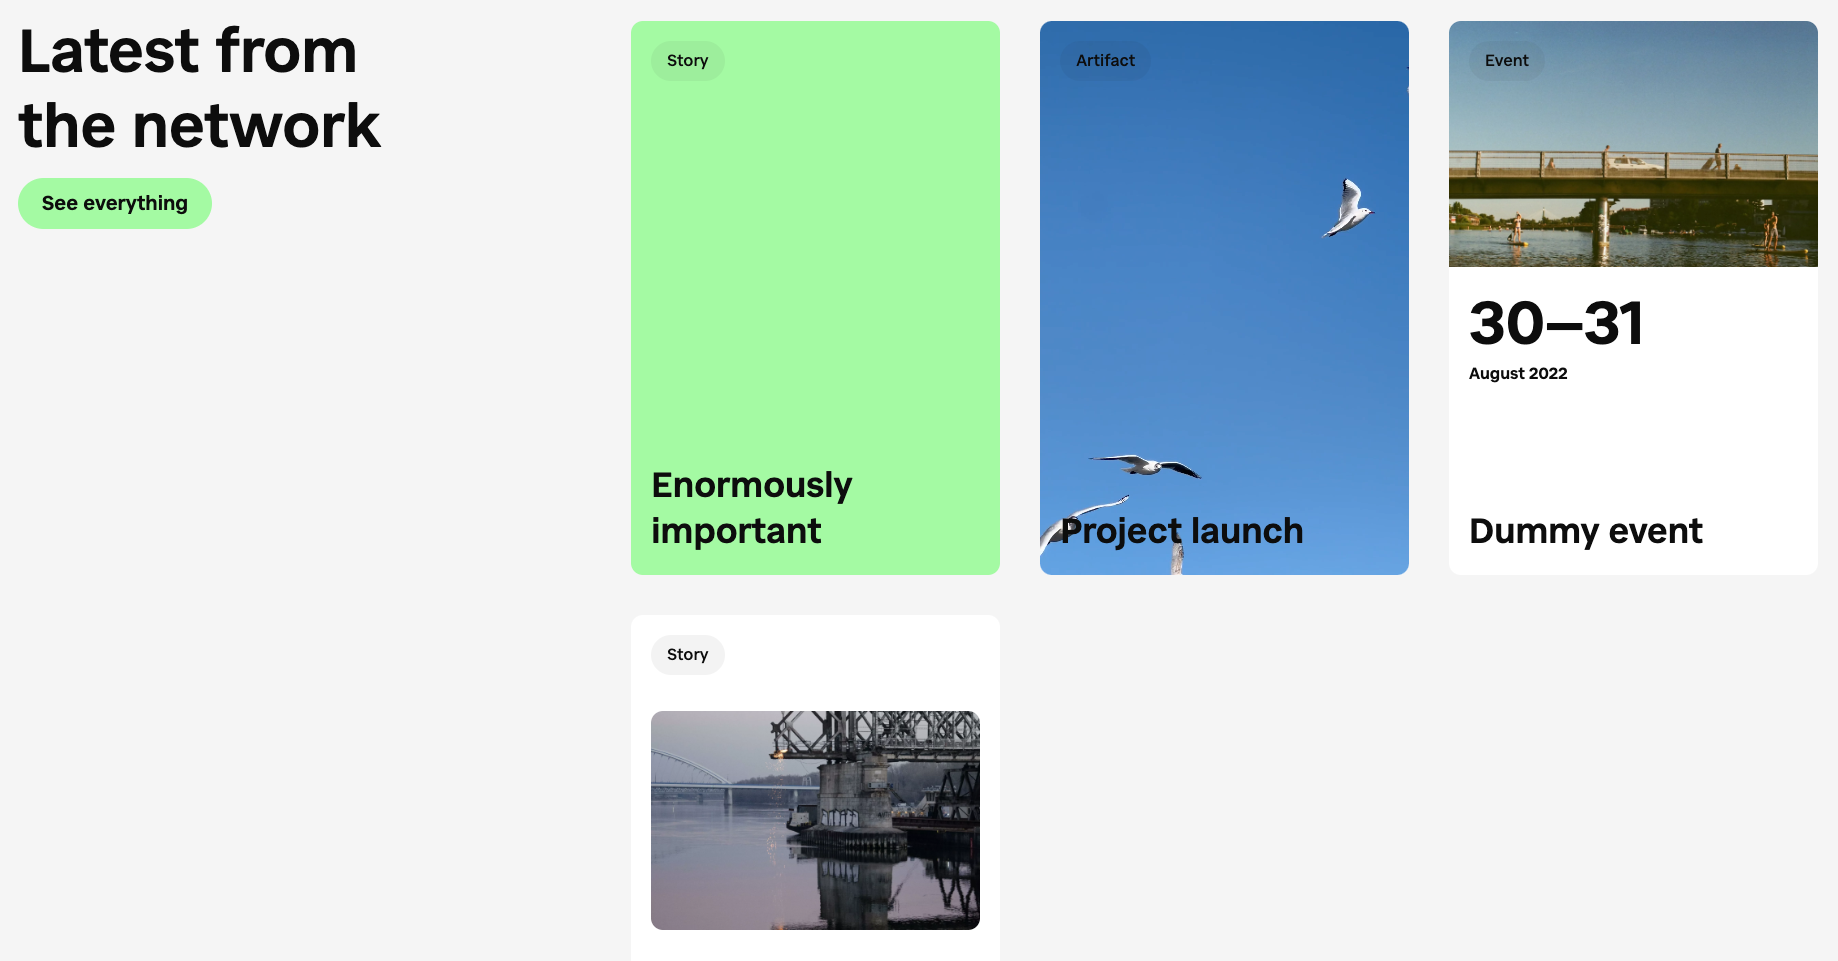 Latest from
the network
See everything
Story
Enormously
important
Artifact
Project launch
Event
30–31
August 2022
Dummy event
Story